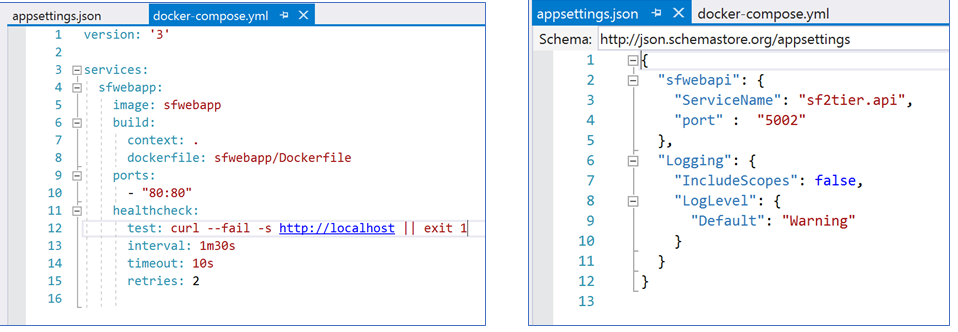 appsettings.json docker-compose.yml
1 version: '3'
2
3 services:
4 sfwebapp:
5 image: sfwebapp
6 build:
7 context: .
8 dockerfile: sfwebapp/Dockerfile
9 ports:
10 - "80:80"
11 healthcheck:
12 test: curl --fail -s http://localhost || exit 1
13 interval: 1m30s
14 timeout: 10s
15 retries: 2
16
appsettings.json docker-compose.yml
Schema: http://json.schemastore.org/appsettings
1 {
2 "sfwebapi": {
3 "ServiceName": "sf2tier.api",
4 "port" : "5002"
5 },
6 "Logging": {
7 "IncludeScopes": false,
8 "LogLevel": {
9 "Default": "Warning"
10 }
11 }
12 }
13